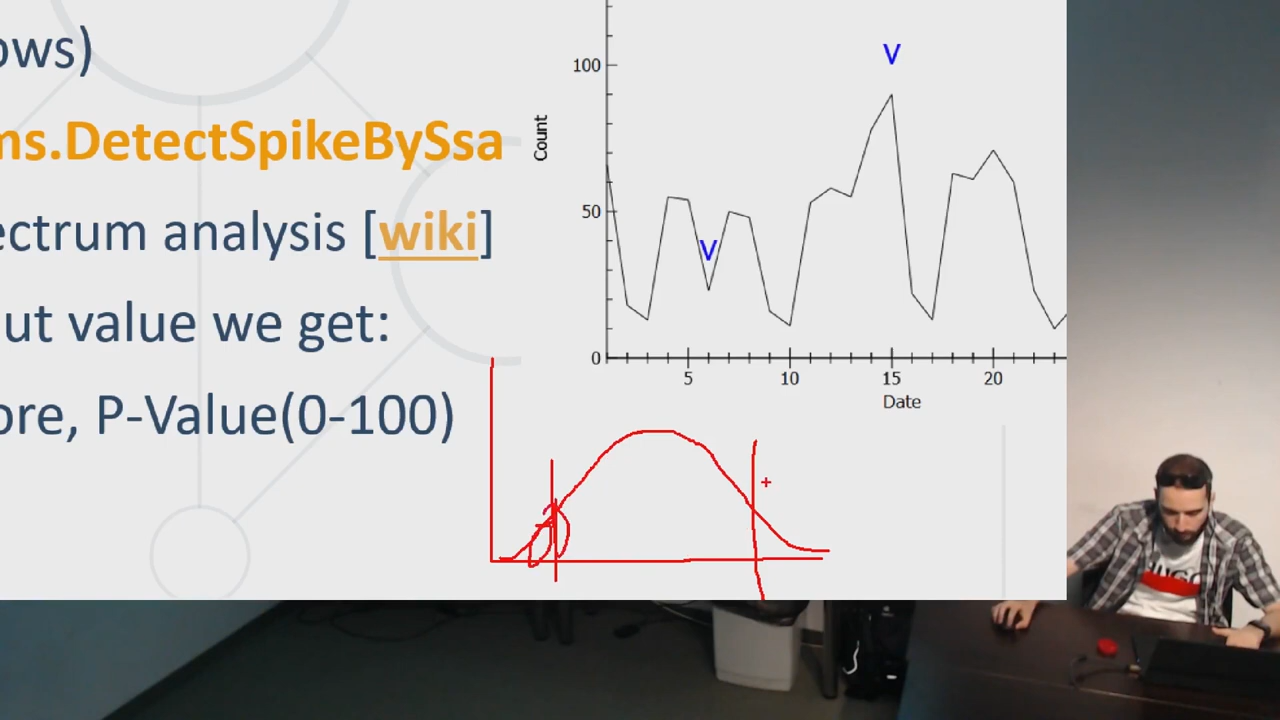 ows)
ms.DetectSpikeBySsa
ectrum analysis [wiki]
ut value we get:
ore, P-Value(0-100)
100
50
0
Count
V
V
5 10 15 20
Date